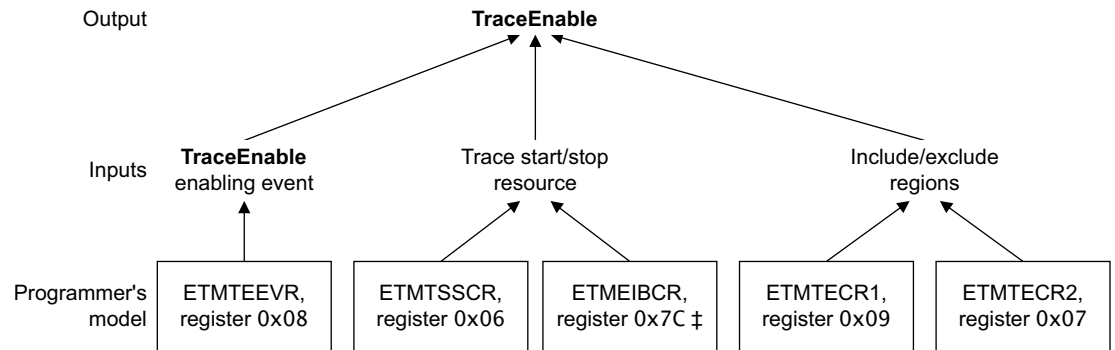 Output
TraceEnable
Inputs
TraceEnable
enabling event
Trace start/stop
resource
Include/exclude
regions
Programmer's
model
ETMTEEVR,
register 0x08
ETMTSSCR,
register 0x06
ETMEIBCR,
register 0x7C ‡
ETMTECR1,
register 0x09
ETMTECR2,
register 0x07